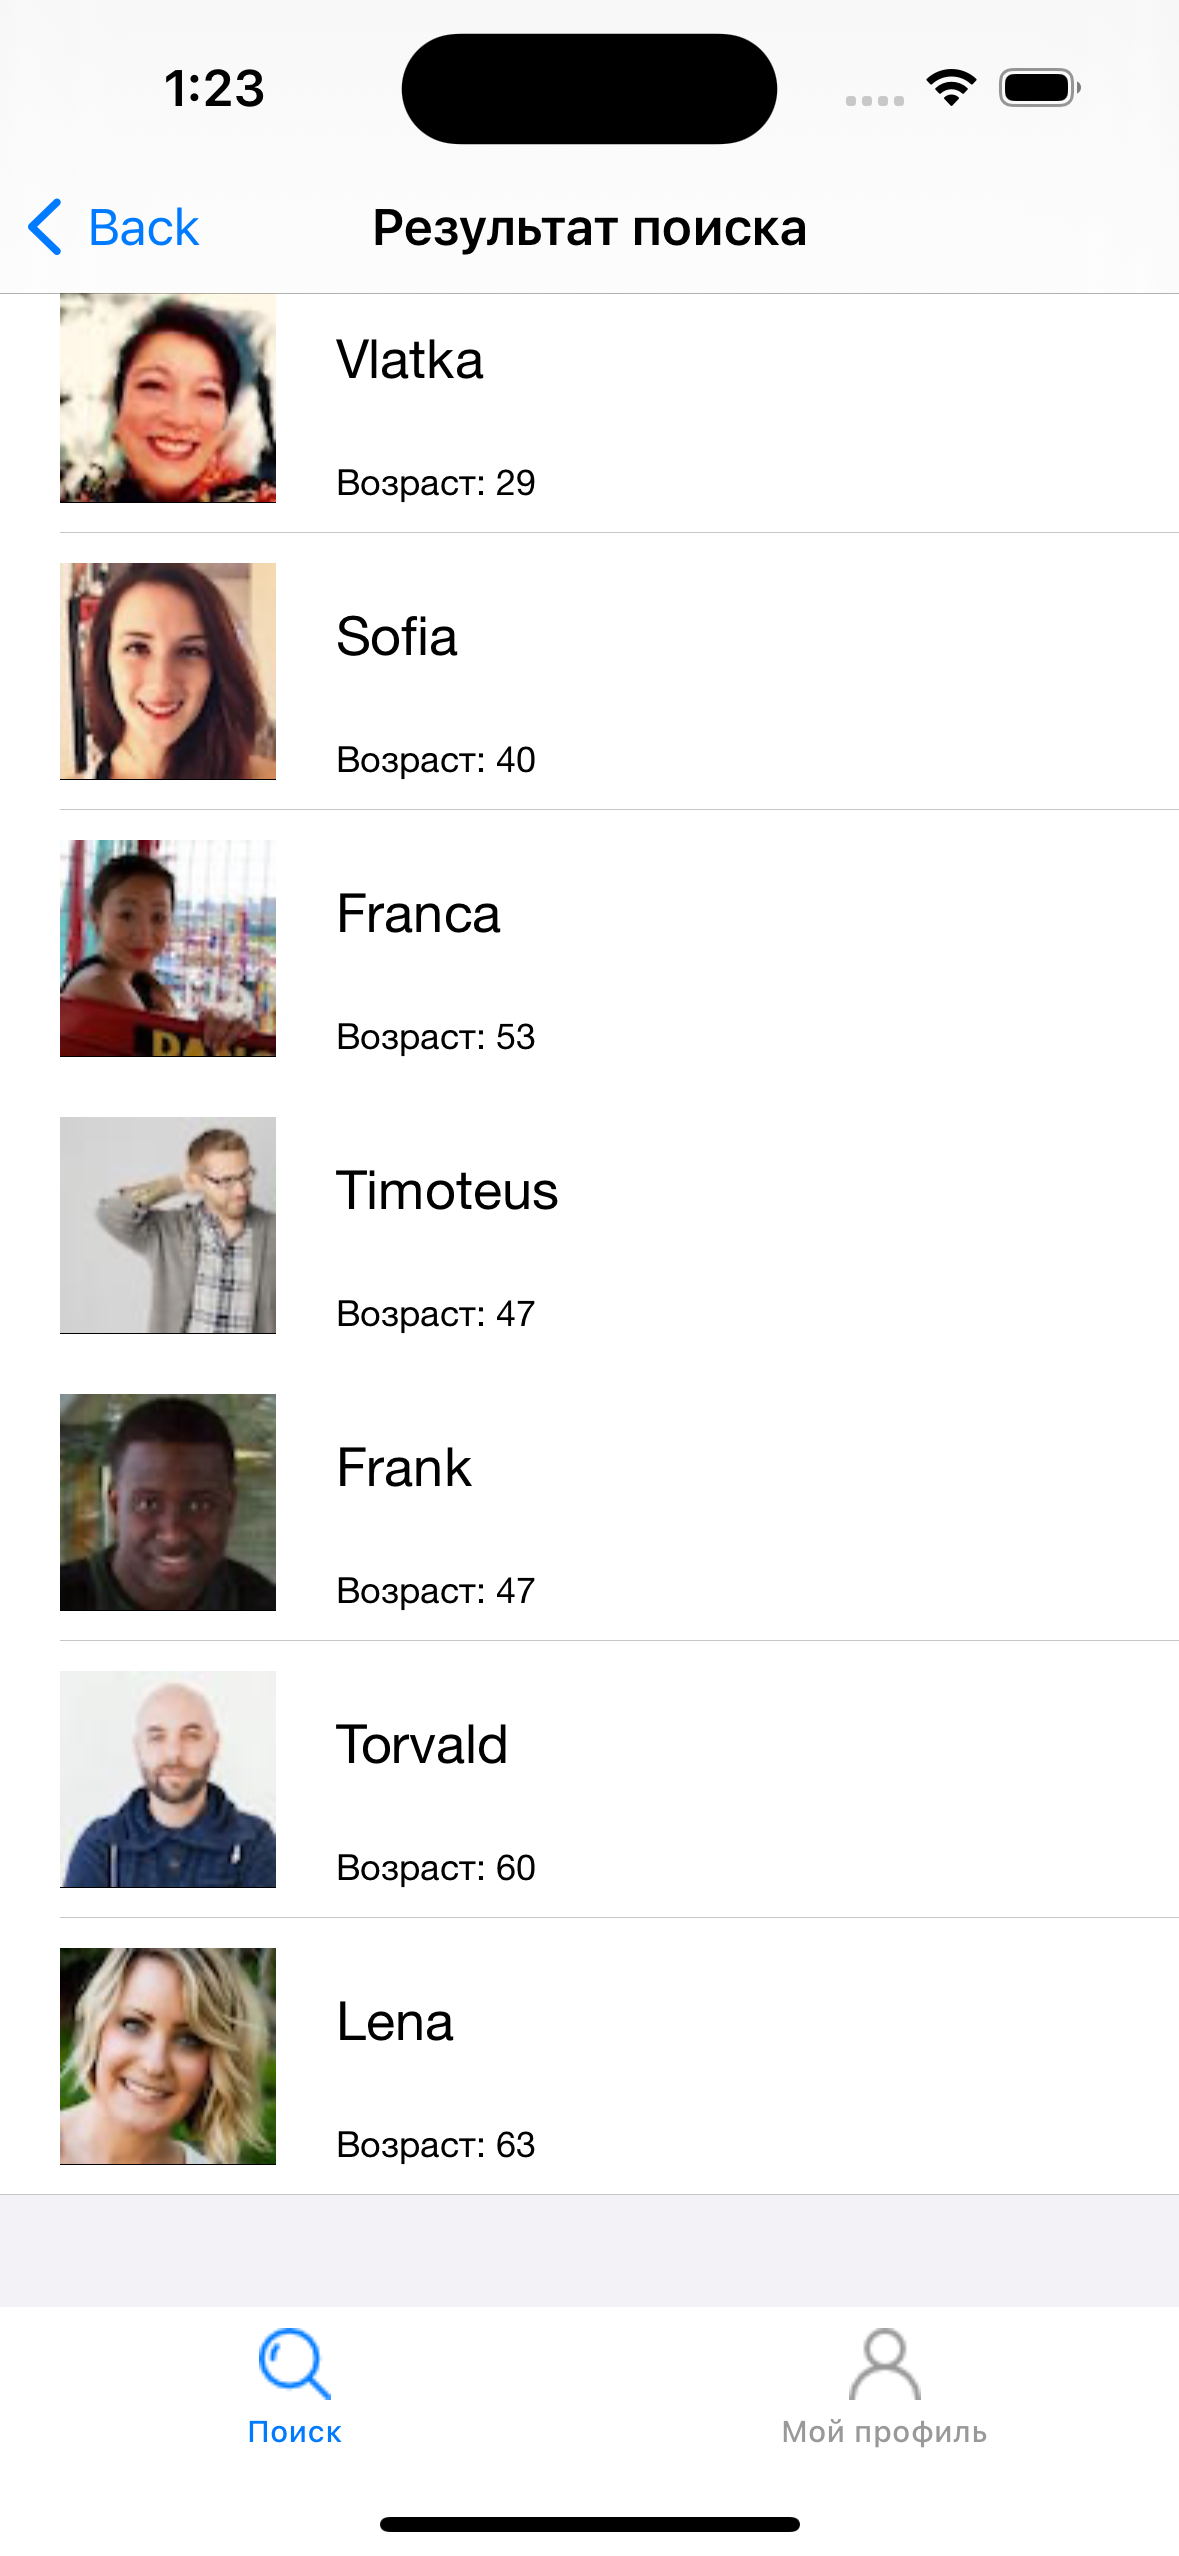 1:23
Back
Результат поиска
Vlatka
Возраст: 29
Sofia
Возраст: 40
Franca
Возраст: 53
Timoteus
Возраст: 47
Frank
Возраст: 47
Torvald
Возраст: 60
Lena
Возраст: 63
Поиск
Мой профиль